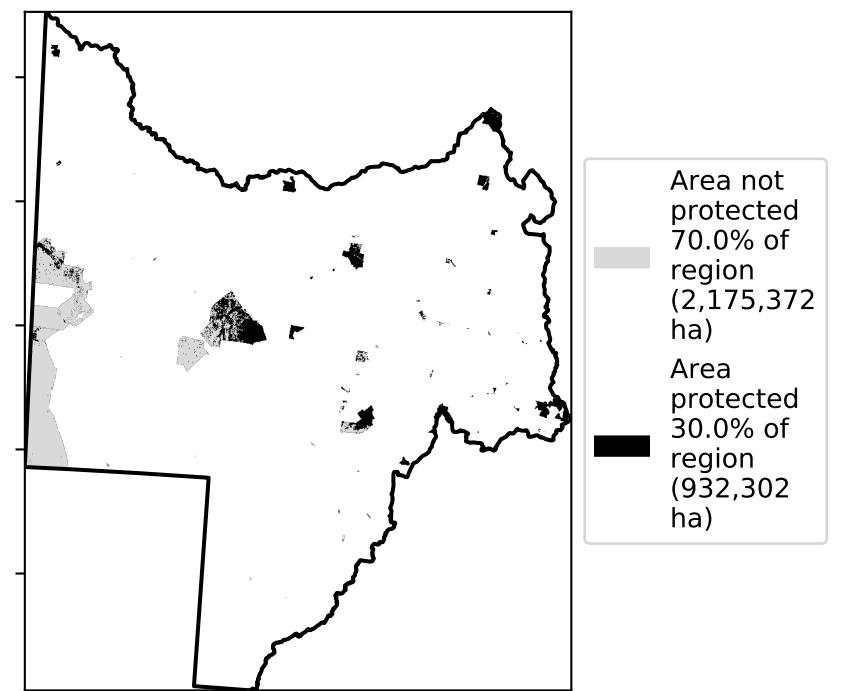 Area not
protected
70.0% of
region
(2,175,372
ha)
Area
protected
30.0% of
region
(932,302
ha)